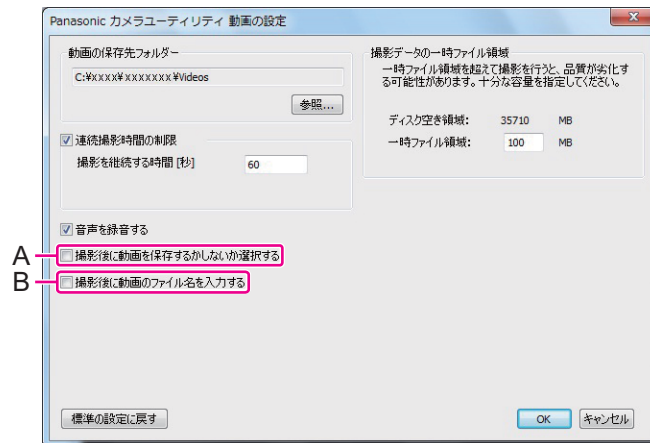 Panasonic カメラユーティリティ 動画の設定
動画の保存先フォルダー
C:¥xxxx¥xxxxxxx¥Videos
参照...
連続撮影時間の制限
撮影を継続する時間 [秒] 60
音声を録音する
A 撮影後に動画を保存するかしないか選択する
B 撮影後に動画のファイル名を入力する
撮影データの一時ファイル領域
一時ファイル領域を超えて撮影を行うと、品質が劣化す
る可能性があります。十分な容量を指定してください。
ディスク空き領域: 35710 MB
一時ファイル領域: 100 MB
標準の設定に戻す
OK
キャンセル